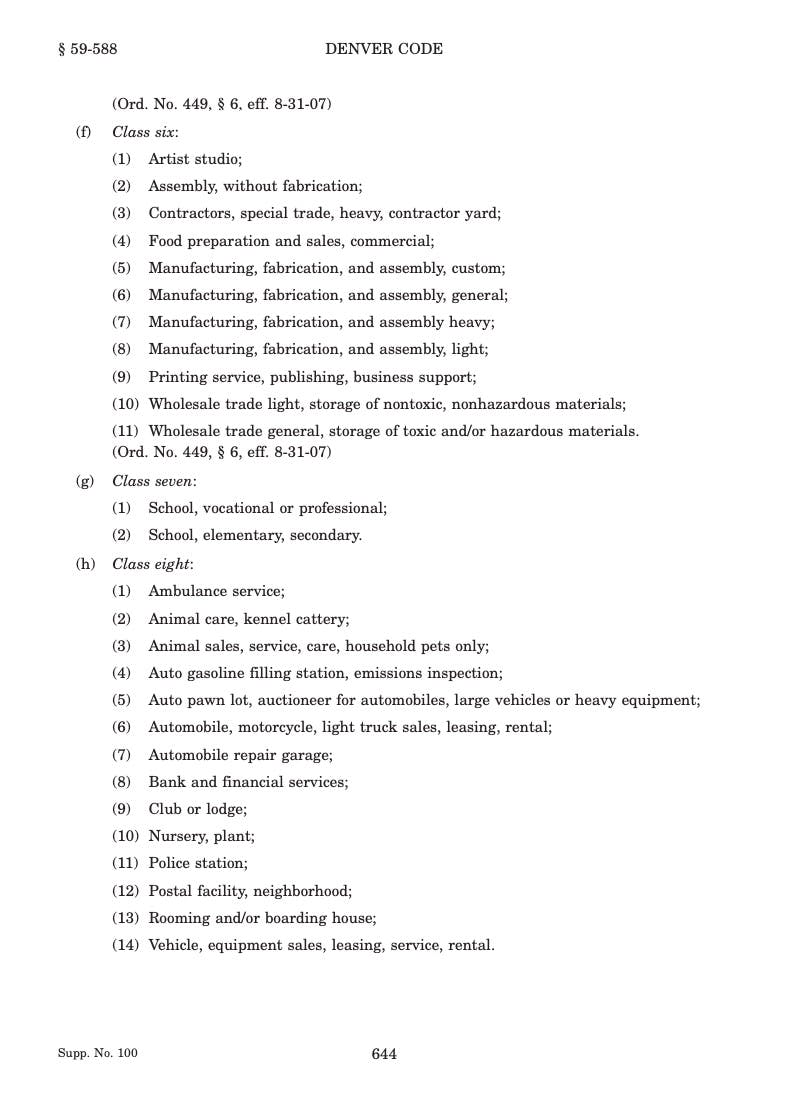 § 59-588 DENVER CODE
(Ord. No. 449, § 6, eff. 8-31-07)
(f) Class six:
(1) Artist studio;
(2) Assembly, without fabrication;
(3) Contractors, special trade, heavy, contractor yard;
(4) Food preparation and sales, commercial;
(5) Manufacturing, fabrication, and assembly, custom;
(6) Manufacturing, fabrication, and assembly, general;
(7) Manufacturing, fabrication, and assembly heavy;
(8) Manufacturing, fabrication, and assembly, light;
(9) Printing service, publishing, business support;
(10) Wholesale trade light, storage of nontoxic, nonhazardous materials;
(11) Wholesale trade general, storage of toxic and/or hazardous materials.
(Ord. No. 449, § 6, eff. 8-31-07)
(g) Class seven:
(1) School, vocational or professional;
(2) School, elementary, secondary.
(h) Class eight:
(1) Ambulance service;
(2) Animal care, kennel cattery;
(3) Animal sales, service, care, household pets only;
(4) Auto gasoline filling station, emissions inspection;
(5) Auto pawn lot, auctioneer for automobiles, large vehicles or heavy equipment;
(6) Automobile, motorcycle, light truck sales, leasing, rental;
(7) Automobile repair garage;
(8) Bank and financial services;
(9) Club or lodge;
(10) Nursery, plant;
(11) Police station;
(12) Postal facility, neighborhood;
(13) Rooming and/or boarding house;
(14) Vehicle, equipment sales, leasing, service, rental.
Supp. No. 100 644